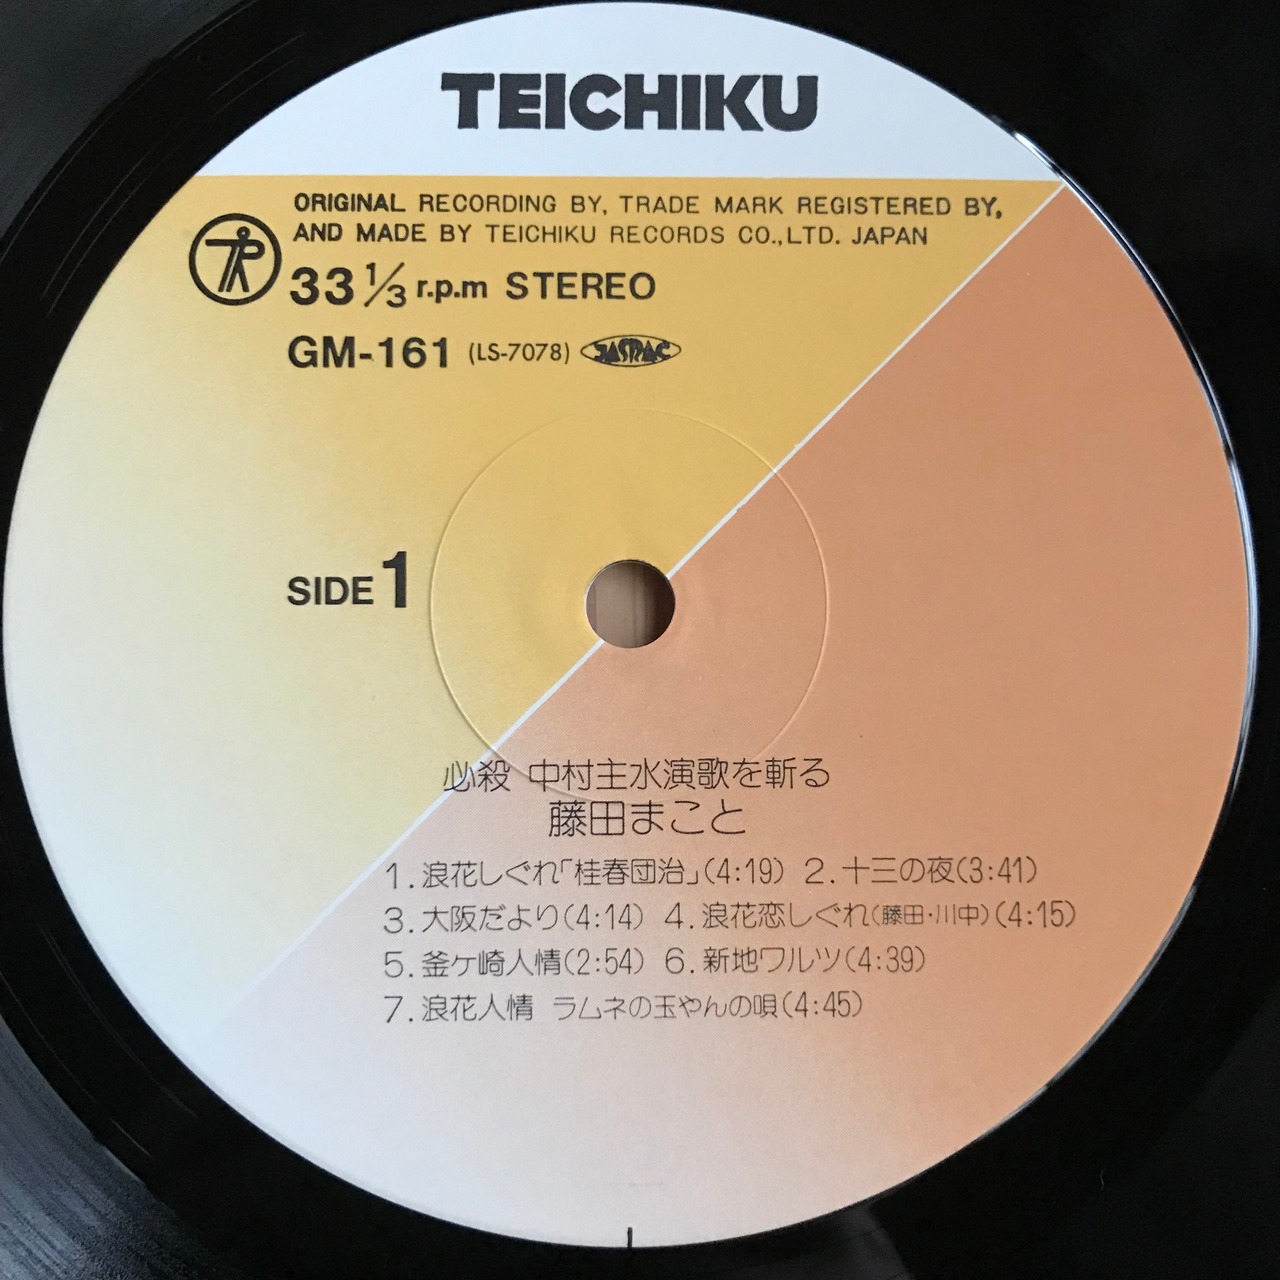 TEICHIKU
ORIGINAL RECORDING BY, TRADE MARK REGISTERED BY,
AND MADE BY TEICHIKU RECORDS CO.,LTD. JAPAN
33 1/3 r.p.m STEREO
GM-161 (LS-7078) JASRAC
SIDE 1
必殺 中村主水演歌を斬る
藤田まこと
1.浪花しぐれ「桂春団治」(4:19) 2.十三の夜(3:41)
3.大阪だより(4:14) 4.浪花恋しぐれ(藤田・川中)(4:15)
5.釜ケ崎人情(2:54) 6.新地ワルツ(4:39)
7.浪花人情 ラムネの玉やんの唄(4:45)